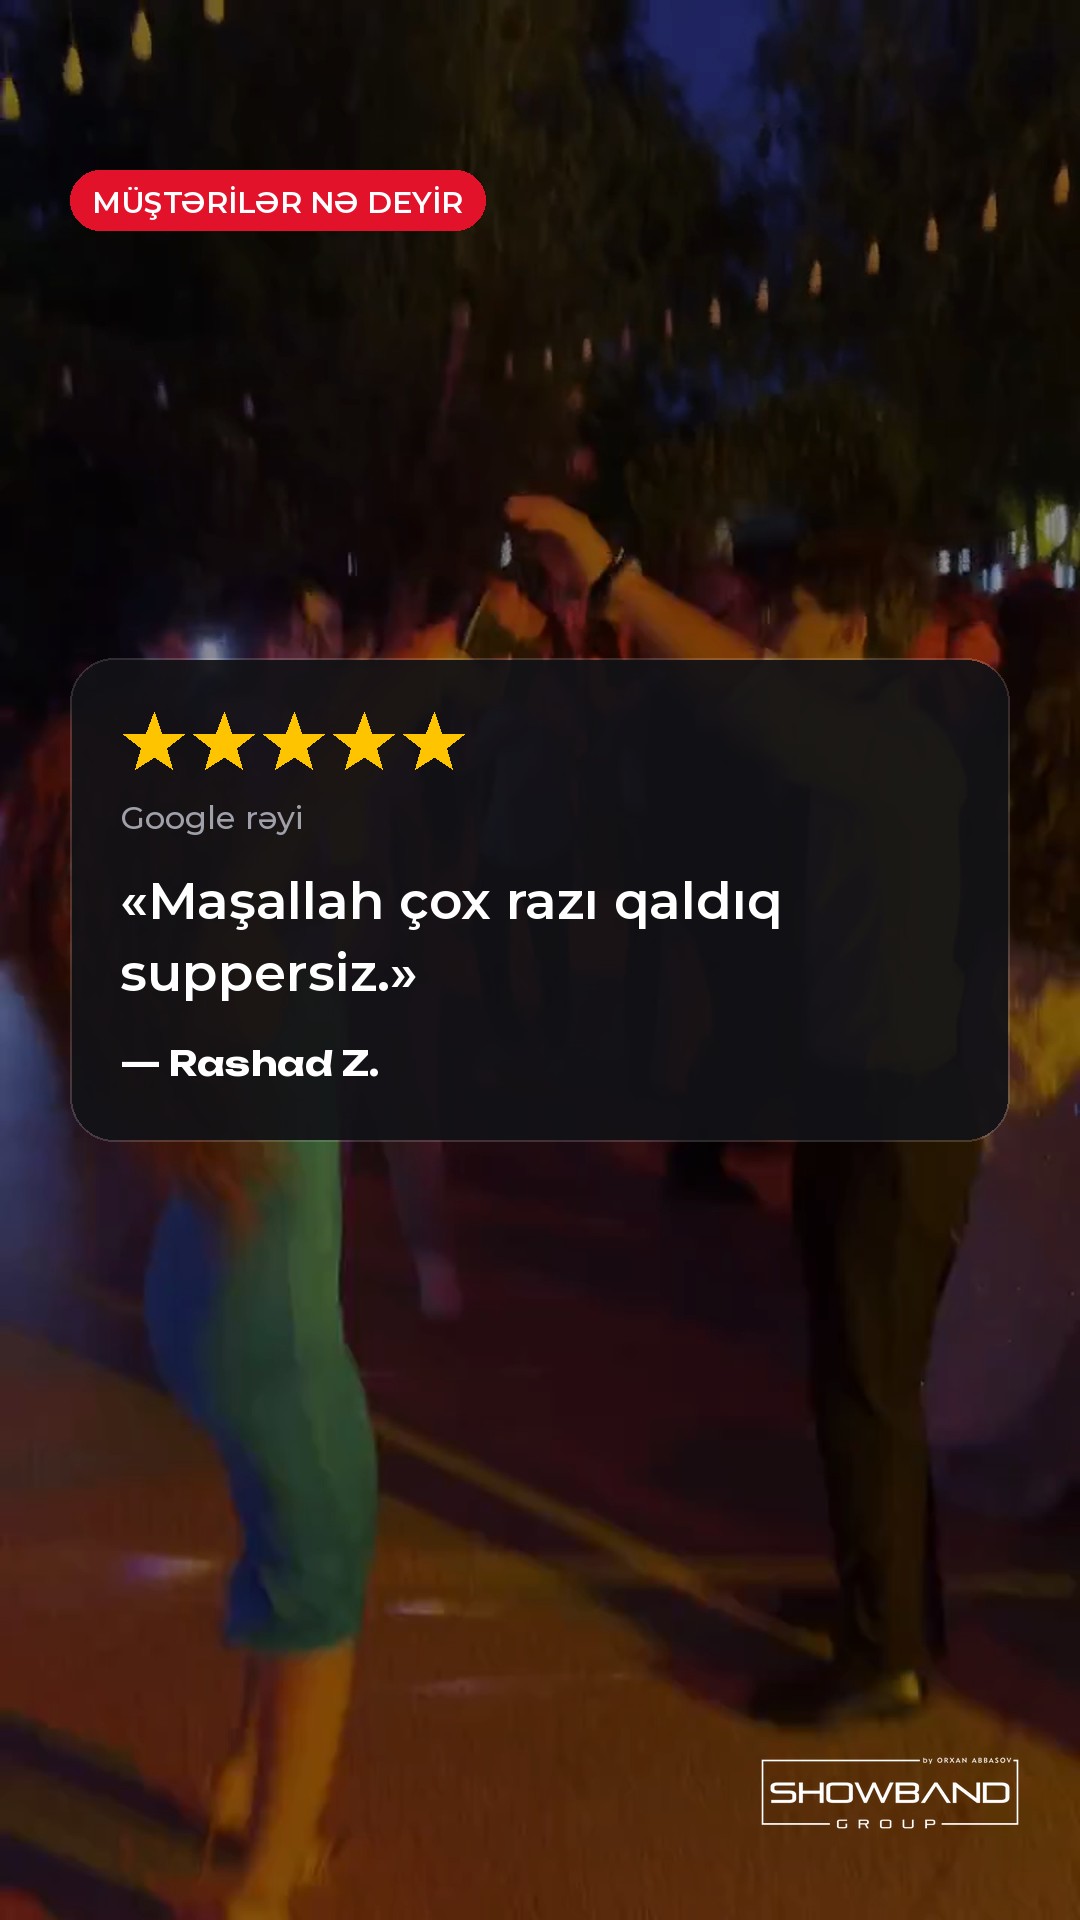 MÜŞTƏRİLƏR NƏ DEYİR
Google rəyi
«Maşallah çox razı qaldıq
suppersiz.»
— Rashad Z.
by ORXAN ABBASOV
SHOWBAND
GROUP